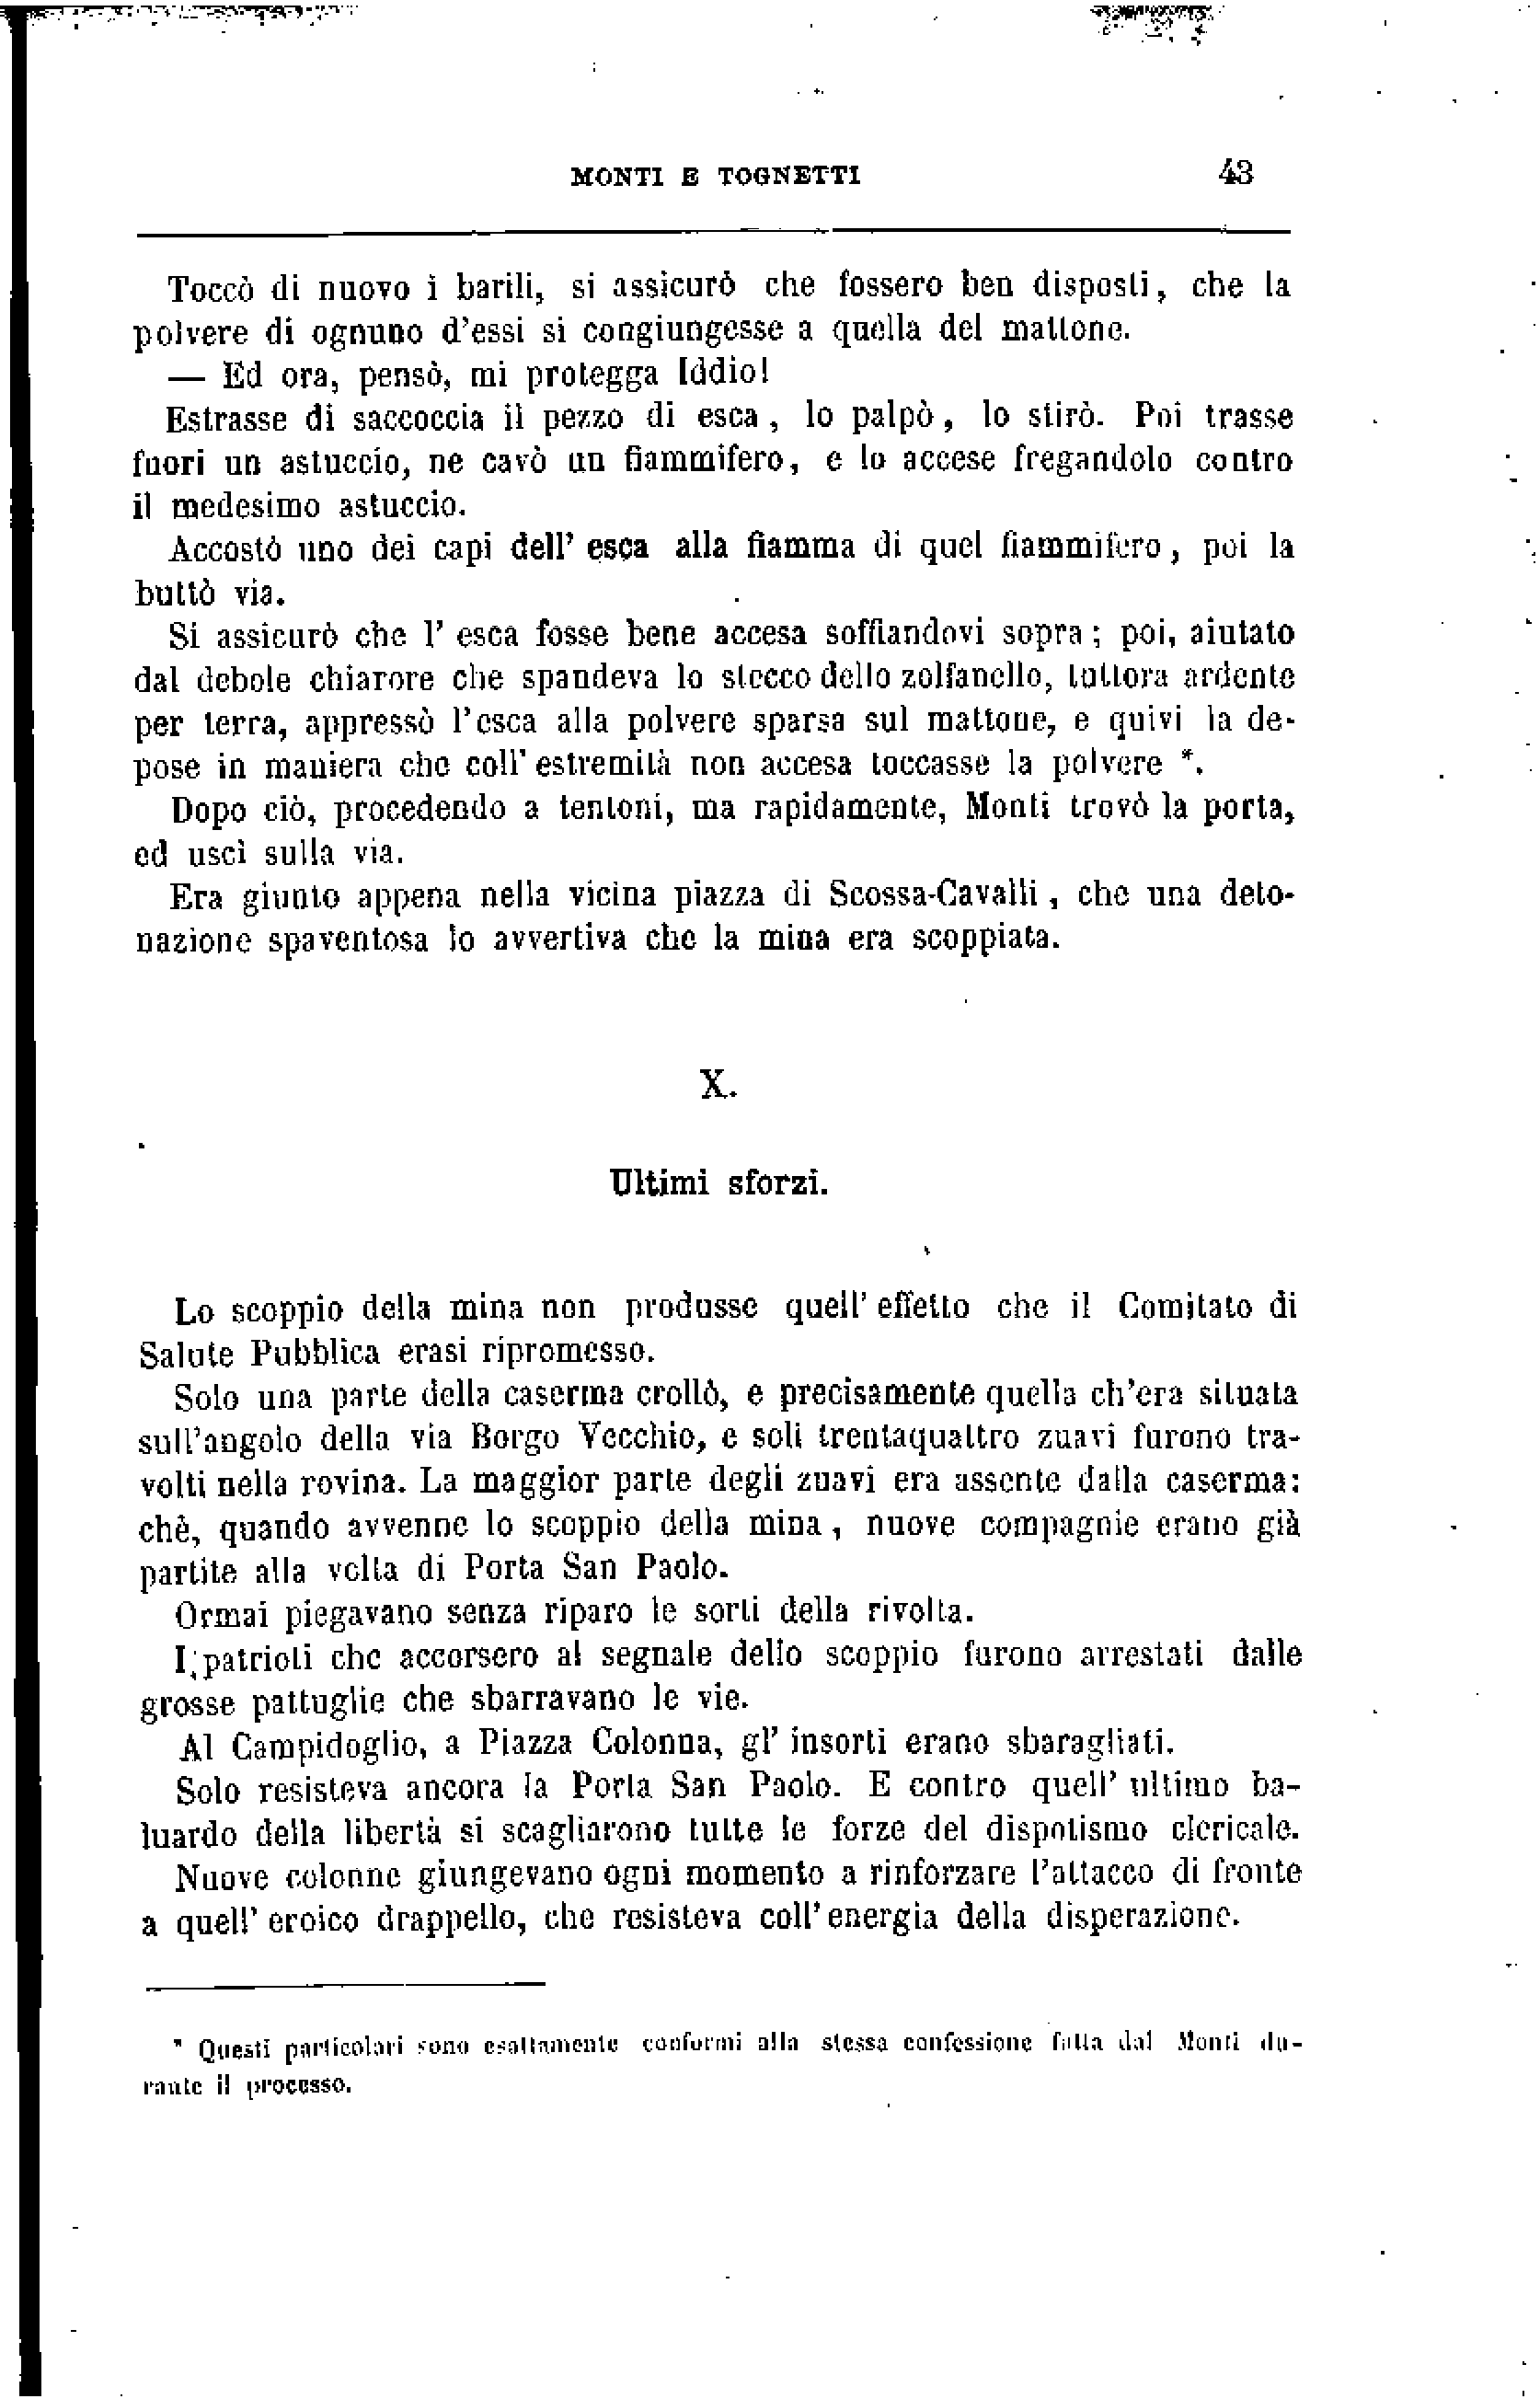 MONTI E TOGNETTI 43
Toccò di nuovo i barili, si assicurò che fossero ben disposti, che la
polvere di ognuno d'essi si congiungesse a quella del mattone.
— Ed ora, pensò, mi protegga Iddio!
Estrasse di saccoccia il pezzo di esca, lo palpò, lo stirò. Poi trasse
fuori un astuccio, ne cavò un fiammifero, e lo accese fregandolo contro
il medesimo astuccio.
Accostò uno dei capi dell' esca alla fiamma di quel fiammifero, poi la
buttò via.
Si assicurò che l' esca fosse bene accesa soffiandovi sopra; poi, aiutato
dal debole chiarore che spandeva lo stecco dello zolfanello, tuttora ardente
per terra, appressò l'esca alla polvere sparsa sul mattone, e quivi la de-
pose in maniera che coll' estremità non accesa toccasse la polvere *.
Dopo ciò, procedendo a tentoni, ma rapidamente, Monti trovò la porta,
ed uscì sulla via.
Era giunto appena nella vicina piazza di Scossa-Cavalli, che una deto-
nazione spaventosa lo avvertiva che la mina era scoppiata.
X.
Ultimi sforzi.
Lo scoppio della mina non produsse quell' effetto che il Comitato di
Salute Pubblica erasi ripromesso.
Solo una parte della caserma crollò, e precisamente quella ch'era situata
sull'angolo della via Borgo Vecchio, e soli trentaquattro zuavi furono tra-
volti nella rovina. La maggior parte degli zuavi era assente dalla caserma:
chè, quando avvenne lo scoppio della mina, nuove compagnie erano già
partite alla volta di Porta San Paolo.
Ormai piegavano senza riparo le sorti della rivolta.
I patrioti che accorsero al segnale dello scoppio furono arrestati dalle
grosse pattuglie che sbarravano le vie.
Al Campidoglio, a Piazza Colonna, gl' insorti erano sbaragliati.
Solo resisteva ancora la Porta San Paolo. E contro quell' ultimo ba-
luardo della libertà si scagliarono tutte le forze del dispotismo clericale.
Nuove colonne giungevano ogni momento a rinforzare l'attacco di fronte
a quell' eroico drappello, che resisteva coll' energia della disperazione.
* Questi particolari sono esattamente conformi alla stessa confessione fatta dal Monti du-
rante il processo.